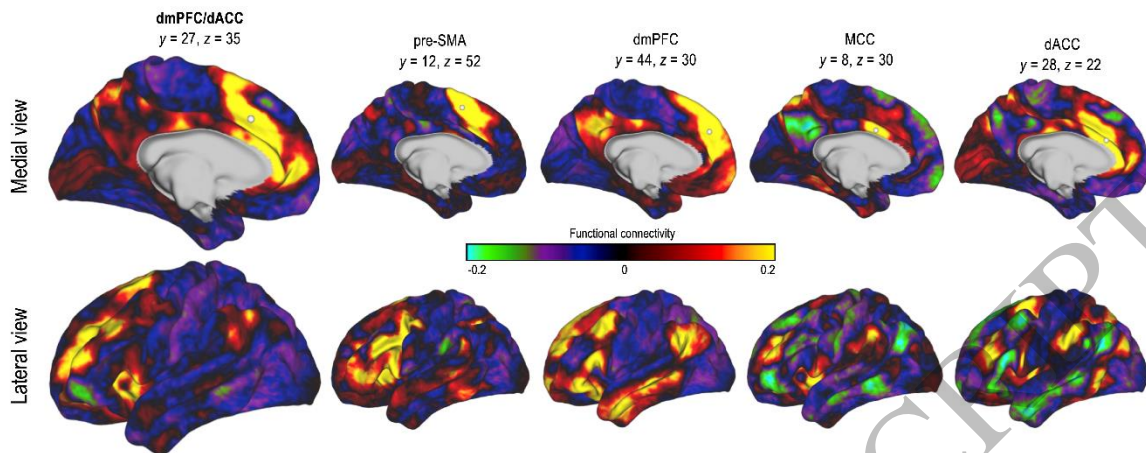 dmPFC/dACC
y = 27, z = 35
pre-SMA
y = 12, z = 52
dmPFC
y = 44, z = 30
MCC
y = 8, z = 30
dACC
y = 28, z = 22
Medial view
Functional connectivity
-0.2 0 0.2
Lateral view